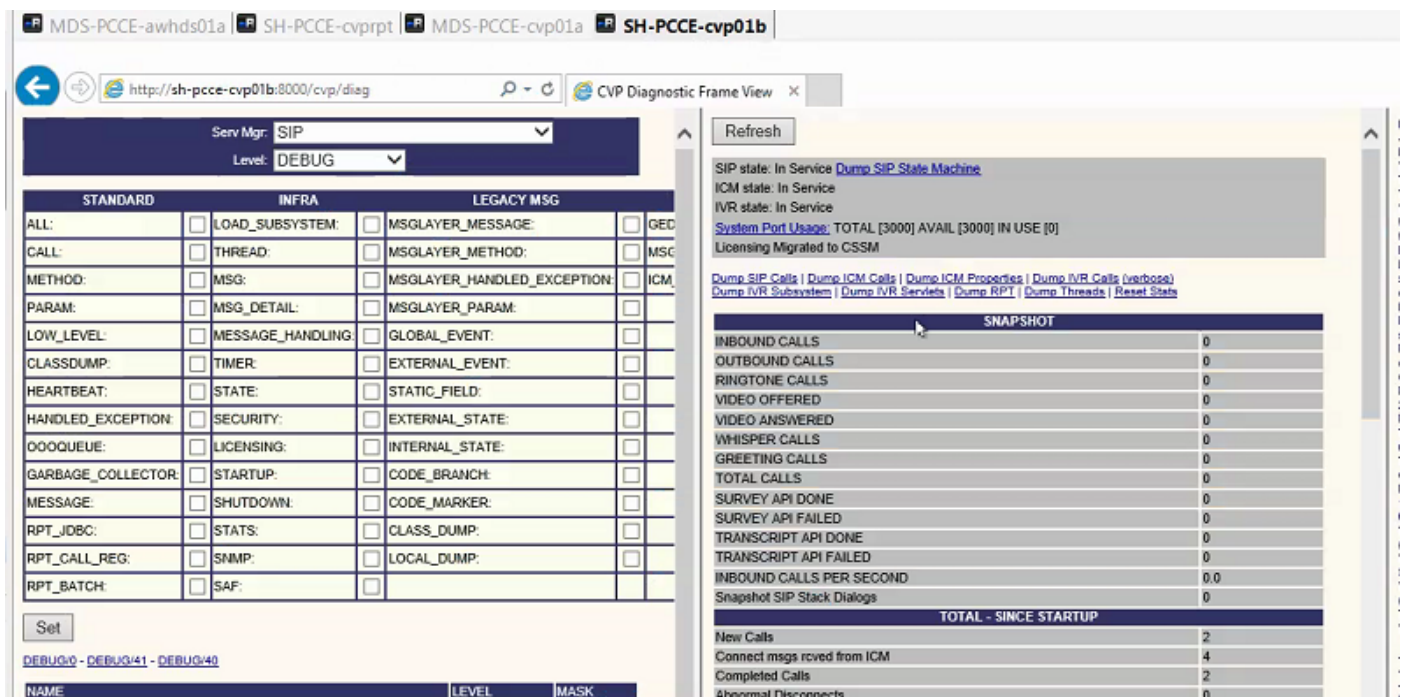 MDS-PCCE-awhds01a SH-PCCE-cvprpt MDS-PCCE-cvp01a SH-PCCE-cvp01b
http://sh-pcce-cvp01b:8000/cvp/diag CVP Diagnostic Frame View
Serv Mgr: SIP
Level: DEBUG
STANDARD INFRA LEGACY MSG
ALL: LOAD_SUBSYSTEM: MSGLAYER_MESSAGE: GED
CALL: THREAD: MSGLAYER_METHOD: MSG
METHOD: MSG: MSGLAYER_HANDLED_EXCEPTION: ICM_
PARAM: MSG_DETAIL: MSGLAYER_PARAM:
LOW_LEVEL: MESSAGE_HANDLING: GLOBAL_EVENT:
CLASSDUMP: TIMER: EXTERNAL_EVENT:
HEARTBEAT: STATE: STATIC_FIELD:
HANDLED_EXCEPTION: SECURITY: EXTERNAL_STATE:
OOOQUEUE: LICENSING: INTERNAL_STATE:
GARBAGE_COLLECTOR: STARTUP: CODE_BRANCH:
MESSAGE: SHUTDOWN: CODE_MARKER:
RPT_JDBC: STATS: CLASS_DUMP:
RPT_CALL_REG: SNMP: LOCAL_DUMP:
RPT_BATCH: SAF:
Set
DEBUG/0 - DEBUG/41 - DEBUG/40
NAME LEVEL MASK
Refresh
SIP state: In Service Dump SIP State Machine
ICM state: In Service
IVR state: In Service
System Port Usage: TOTAL [3000] AVAIL [3000] IN USE [0]
Licensing Migrated to CSSM
Dump SIP Calls | Dump ICM Calls | Dump ICM Properties | Dump IVR Calls (verbose)
Dump IVR Subsystem | Dump IVR Servlets | Dump RPT | Dump Threads | Reset Stats
SNAPSHOT
INBOUND CALLS 0
OUTBOUND CALLS 0
RINGTONE CALLS 0
VIDEO OFFERED 0
VIDEO ANSWERED 0
WHISPER CALLS 0
GREETING CALLS 0
TOTAL CALLS 0
SURVEY API DONE 0
SURVEY API FAILED 0
TRANSCRIPT API DONE 0
TRANSCRIPT API FAILED 0
INBOUND CALLS PER SECOND 0.0
Snapshot SIP Stack Dialogs 0
TOTAL - SINCE STARTUP
New Calls 2
Connect msgs rcved from ICM 4
Completed Calls 2
Abnormal Disconnects 0